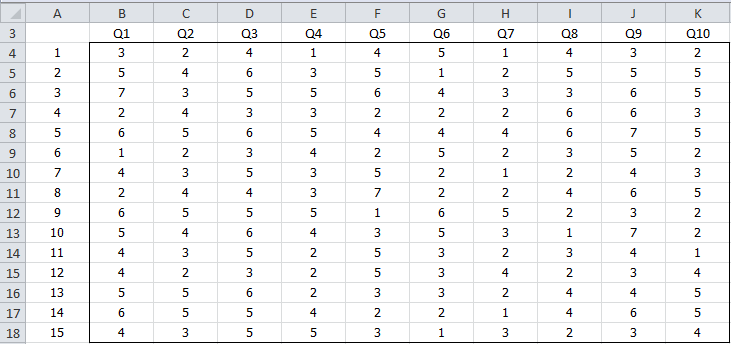 A B C D E F G H I J K
3 Q1 Q2 Q3 Q4 Q5 Q6 Q7 Q8 Q9 Q10
4 1 3 2 4 1 4 5 1 4 3 2
5 2 5 4 6 3 5 1 2 5 5 5
6 3 7 3 5 5 6 4 3 3 6 5
7 4 2 4 3 3 2 2 2 6 6 3
8 5 6 5 6 5 4 4 4 6 7 5
9 6 1 2 3 4 2 5 2 3 5 2
10 7 4 3 5 3 5 2 1 2 4 3
11 8 2 4 4 3 7 2 2 4 6 5
12 9 6 5 5 5 1 6 5 2 3 2
13 10 5 4 6 4 3 5 3 1 7 2
14 11 4 3 5 2 5 3 2 3 4 1
15 12 4 2 3 2 5 3 4 2 3 4
16 13 5 5 6 2 3 3 2 4 4 5
17 14 6 5 5 4 2 2 1 4 6 5
18 15 4 3 5 5 3 1 3 2 3 4